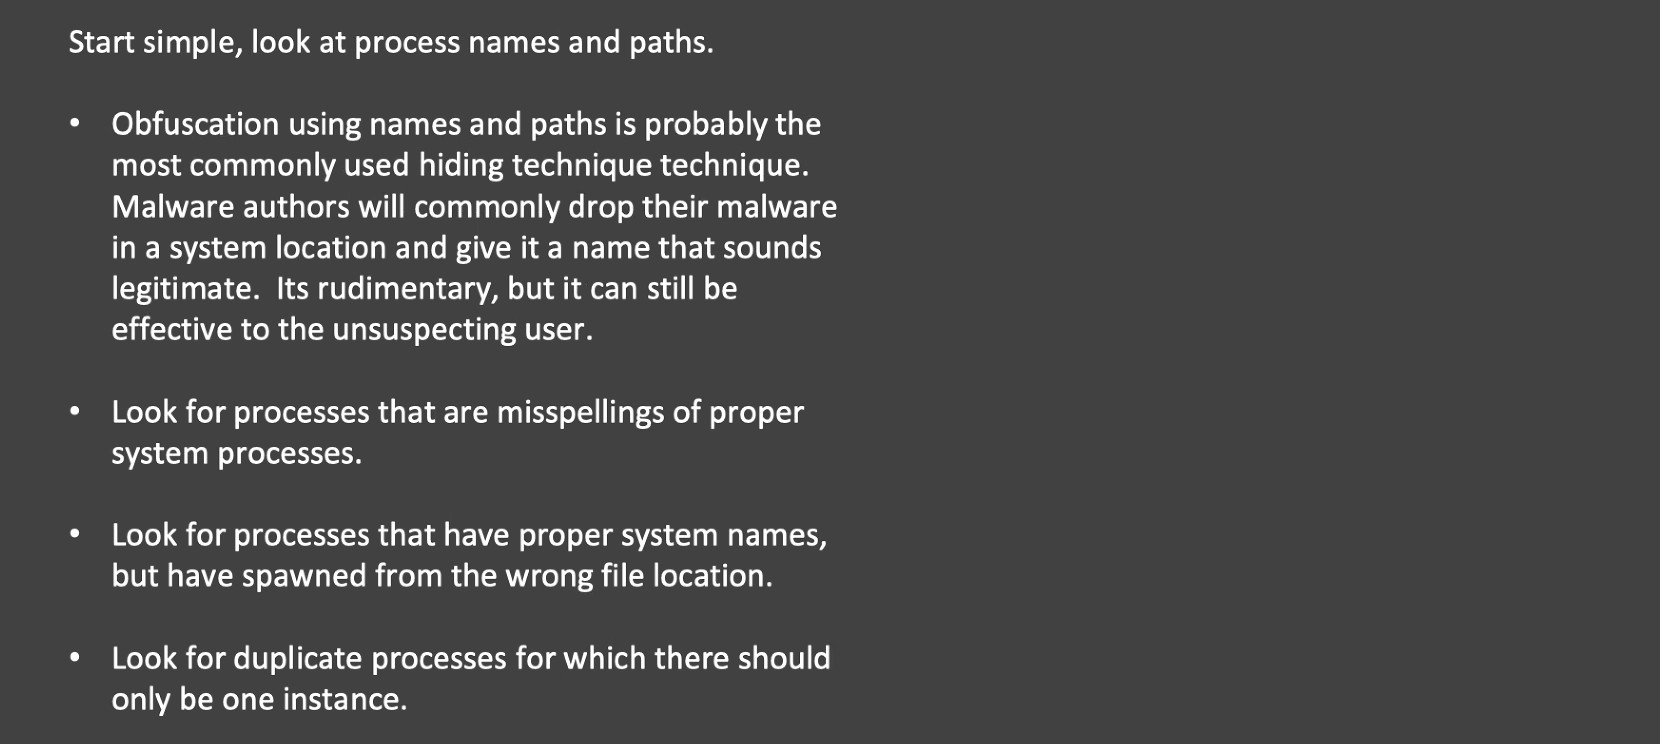 Start simple, look at process names and paths.
• Obfuscation using names and paths is probably the
most commonly used hiding technique technique.
Malware authors will commonly drop their malware
in a system location and give it a name that sounds
legitimate.  Its rudimentary, but it can still be
effective to the unsuspecting user.
• Look for processes that are misspellings of proper
system processes.
• Look for processes that have proper system names,
but have spawned from the wrong file location.
• Look for duplicate processes for which there should
only be one instance.